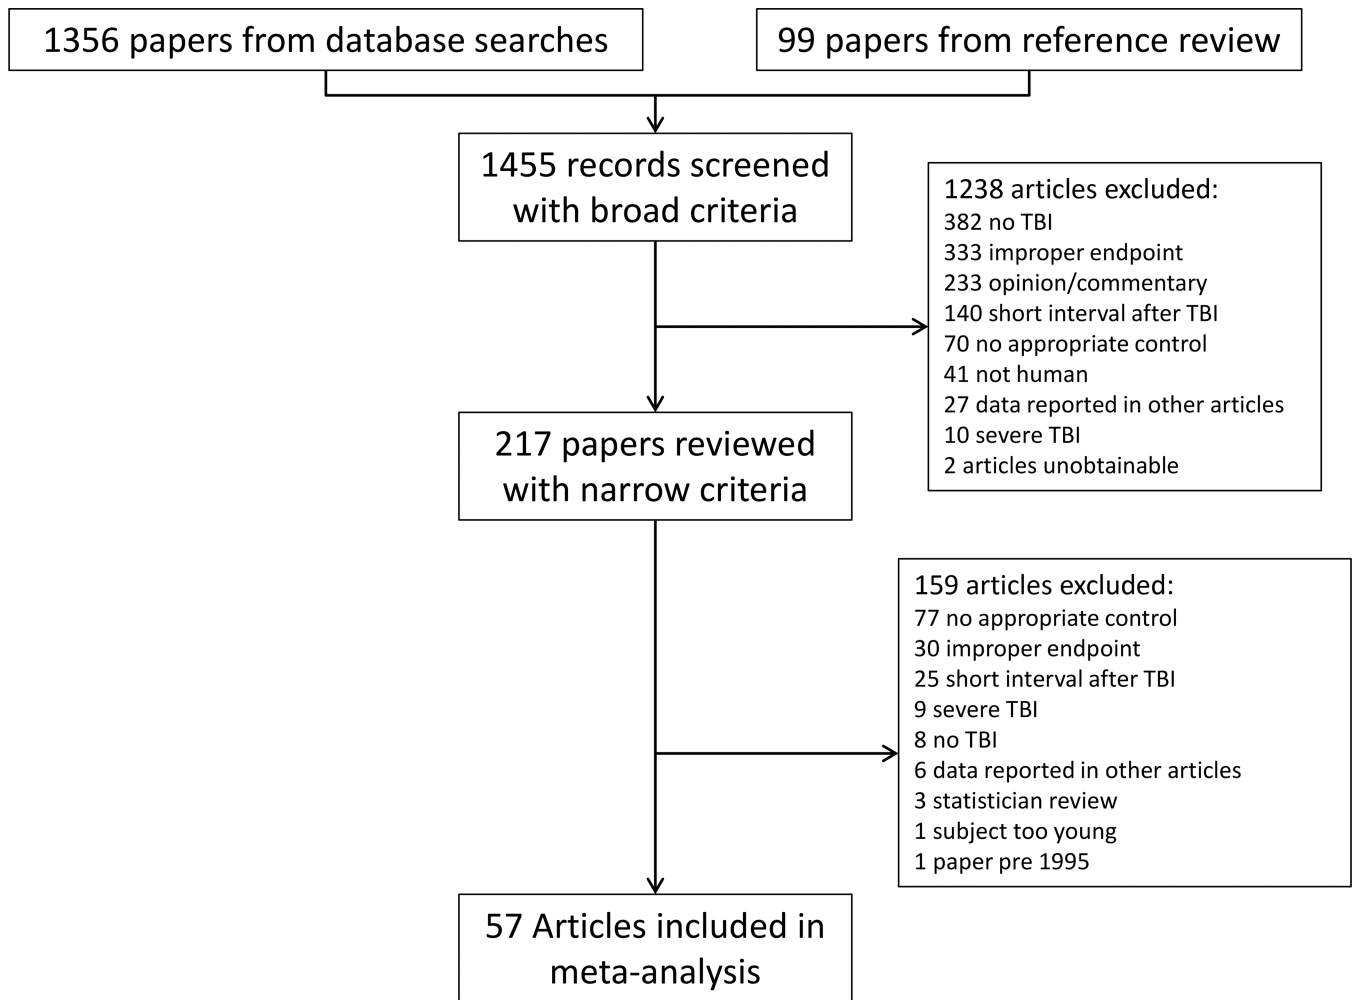 1356 papers from database searches
99 papers from reference review
1455 records screened
with broad criteria
1238 articles excluded:
382 no TBI
333 improper endpoint
233 opinion/commentary
140 short interval after TBI
70 no appropriate control
41 not human
27 data reported in other articles
10 severe TBI
2 articles unobtainable
217 papers reviewed
with narrow criteria
159 articles excluded:
77 no appropriate control
30 improper endpoint
25 short interval after TBI
9 severe TBI
8 no TBI
6 data reported in other articles
3 statistician review
1 subject too young
1 paper pre 1995
57 Articles included in
meta-analysis